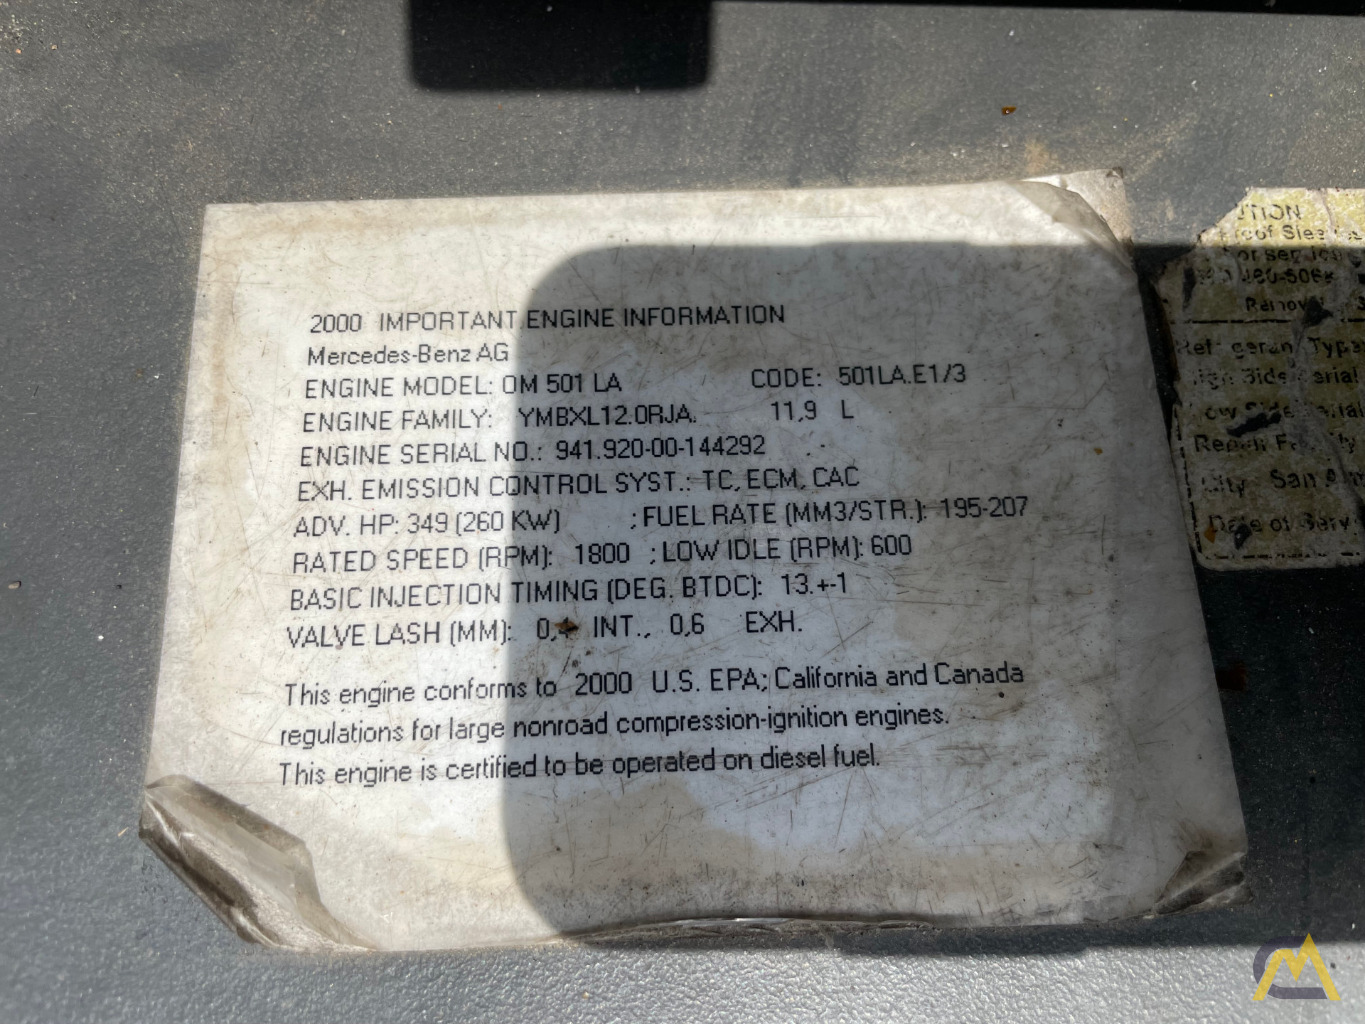 2000 IMPORTANT ENGINE INFORMATION
Mercedes-Benz AG
ENGINE MODEL: OM 501 LA CODE: 501LA.E1/3
ENGINE FAMILY: YMBXL12.0RJA. 11,9 L
ENGINE SERIAL NO.: 941.920-00-144292
EXH. EMISSION CONTROL SYST.: TC, ECM, CAC
ADV. HP: 349 (260 KW) ; FUEL RATE (MM3/STR.): 195-207
RATED SPEED (RPM): 1800 ; LOW IDLE (RPM): 600
BASIC INJECTION TIMING (DEG. BTDC): 13.+-1
VALVE LASH (MM): INT., 0,6 EXH.
This engine conforms to 2000 U.S. EPA; California and Canada
regulations for large nonroad compression-ignition engines.
This engine is certified to be operated on diesel fuel.
City San
Date of